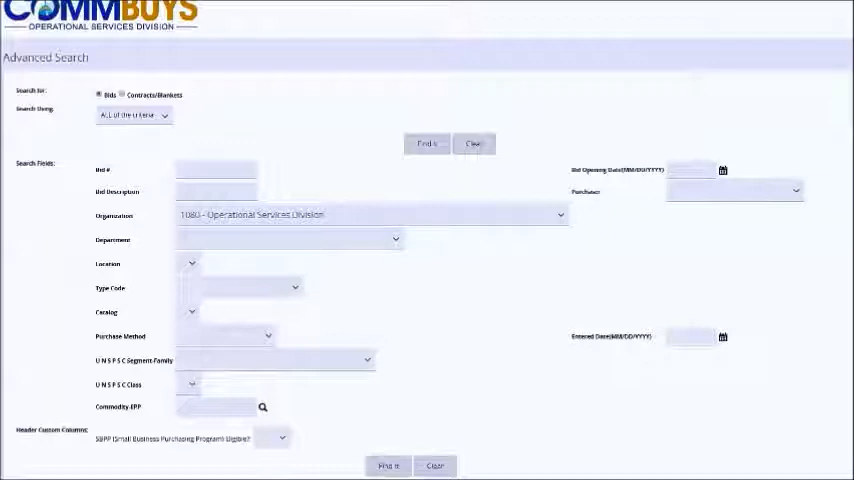 COMMBUYS
OPERATIONAL SERVICES DIVISION
Advanced Search
Search for:
Bids Contracts/Blankets
Search Using:
ALL of the criteria
Find It Clear
Search Fields:
Bid # Bid Opening Date(MM/DD/YYYY)
Bid Description Purchaser
Organization 1080 - Operational Services Division
Department
Location
Type Code
Catalog
Purchase Method Entered Date(MM/DD/YYYY)
U N S P S C Segment-Family
U N S P S C Class
Commodity-EPP
Header Custom Columns:
SBPP (Small Business Purchasing Program) Eligible?
Find It Clear